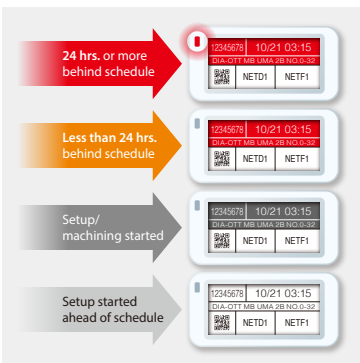 24 hrs. or more
behind schedule
12345678 10/21 03:15
DIA-OTT MB UMA 2B NO.0-32
NETD1 NETF1
Less than 24 hrs.
behind schedule
12345678 10/21 03:15
DIA-OTT MB UMA 2B NO.0-32
NETD1 NETF1
Setup/
machining started
12345678 10/21 03:15
DIA-OTT MB UMA 2B NO.0-32
NETD1 NETF1
Setup started
ahead of schedule
12345678 10/21 03:15
DIA-OTT MB UMA 2B NO.0-32
NETD1 NETF1